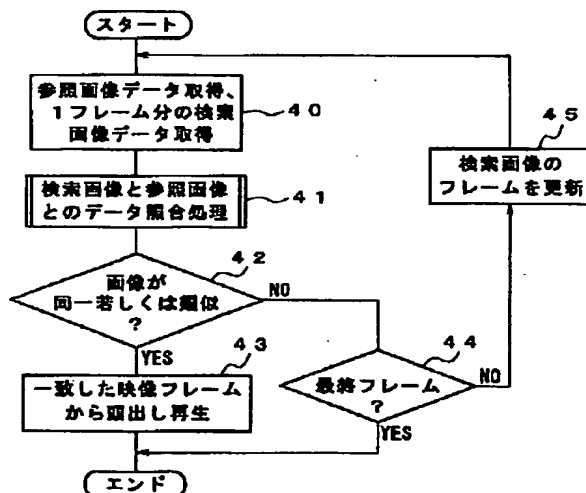 スタート
参照画像データ取得、
1フレーム分の検索
画像データ取得
40
検索画像と参照画像
とのデータ照合処理
41
画像が
同一若しくは類似
?
42
NO
YES
一致した映像フレーム
から頭出し再生
43
最終フレーム
?
44
NO
YES
検索画像の
フレームを更新
45
エンド